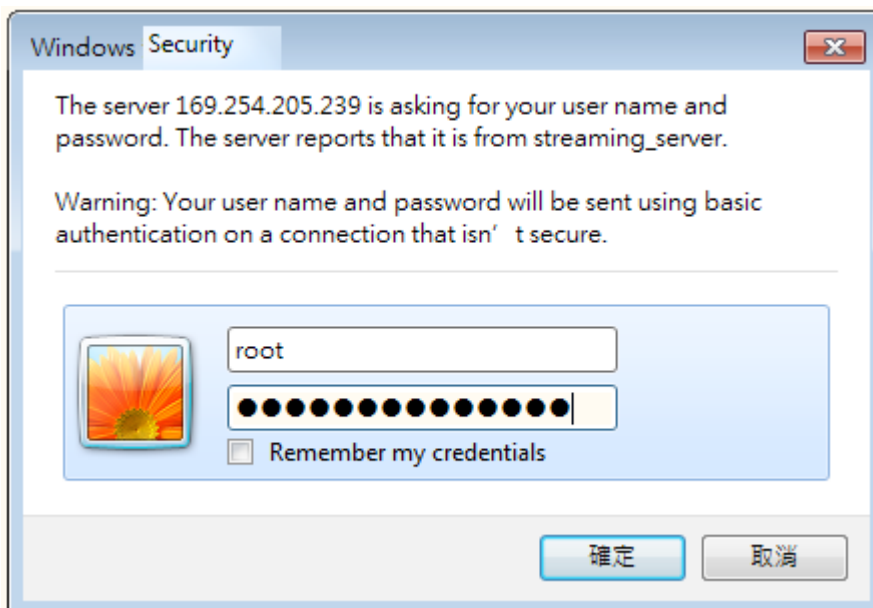 Windows Security
The server 169.254.205.239 is asking for your user name and
password. The server reports that it is from streaming_server.
Warning: Your user name and password will be sent using basic
authentication on a connection that isn’ t secure.
root
●●●●●●●●●●●●●●
Remember my credentials
確定 取消